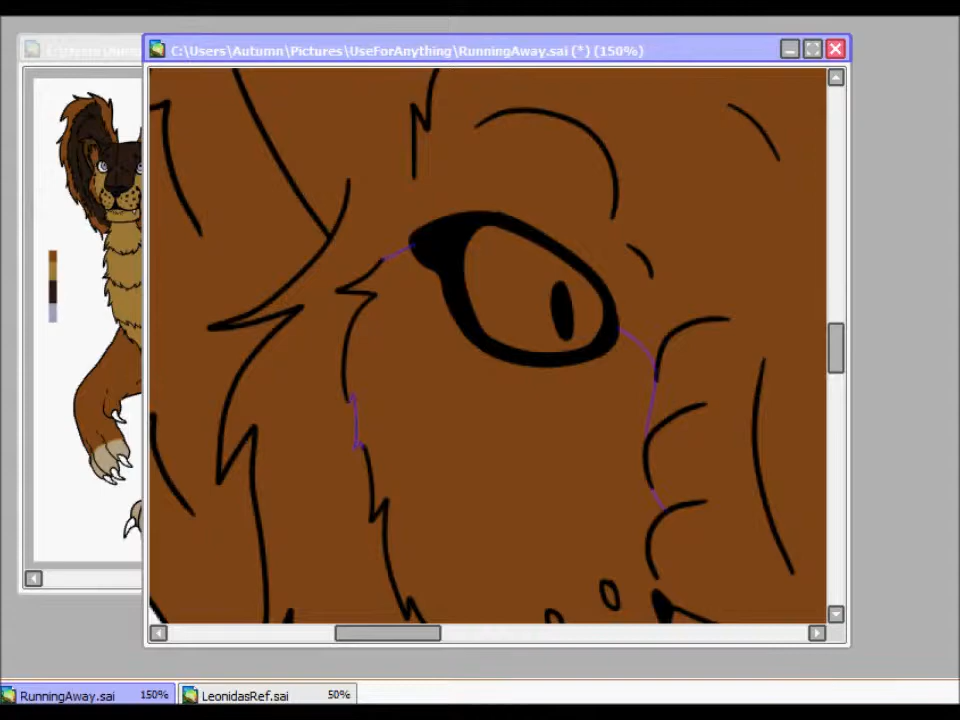 C:\Users\Autumn\Pictures\UseForAnything\RunningAway.sai (*) (150%)
RunningAway.sai 150%
LeonidasRef.sai 50%